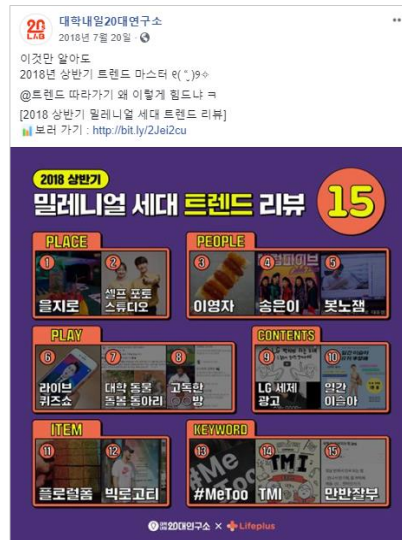 대학내일20대연구소
2018년 7월 20일
이것만 알아도
2018년 상반기 트렌드 마스터
@트렌드 따라가기 왜 이렇게 힘드냐 ㅋ
[2018 상반기 밀레니얼 세대 트렌드 리뷰]
보러 가기 : http://bit.ly/2Jei2cu
2018 상반기
밀레니얼 세대 트렌드 리뷰 15
PLACE
1 을지로
2 셀프 포토 스튜디오
PEOPLE
3 이영자
4 송은이
5 봇노잼
PLAY
6 라이브 퀴즈쇼
7 대학 동물 돌봄 동아리
8 고독한 방
CONTENTS
9 LG 세제 광고
10 일간 이슬아
ITEM
11 플로럴폼
12 빅로고티
KEYWORD
13 #MeToo
14 TMI
15 만반잘부
20대연구소 × Lifeplus